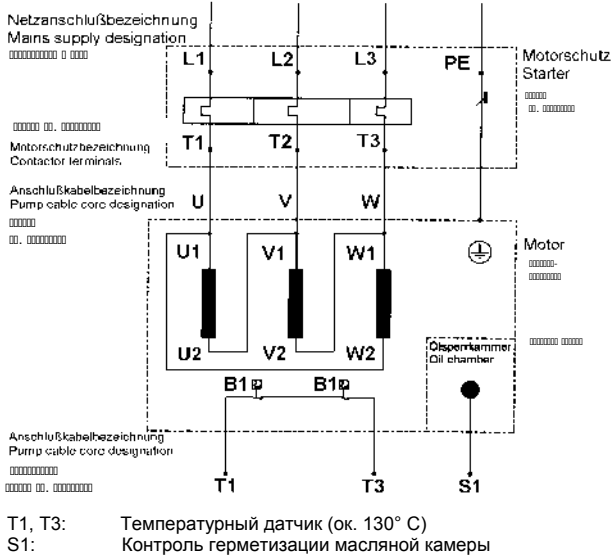 Netzanschlußbezeichnung
Mains supply designation
L1 L2 L3 PE
Motorschutz
Starter
T1 T2 T3
Motorschutzbezeichnung
Contactor terminals
Anschlußkabelbezeichnung
Pump cable core designation
U V W
U1 V1 W1
Motor
U2 V2 W2
Ölsperrkammer
Oil chamber
B1 B1
Anschlußkabelbezeichnung
Pump cable core designation
T1 T3 S1
T1, T3: Температурный датчик (ок. 130° C)
S1: Контроль герметизации масляной камеры